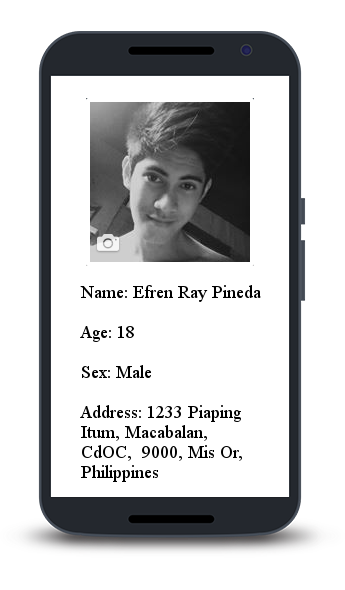 Name: Efren Ray Pineda
Age: 18
Sex: Male
Address: 1233 Piaping
Itum, Macabalan,
CdOC,  9000, Mis Or,
Philippines